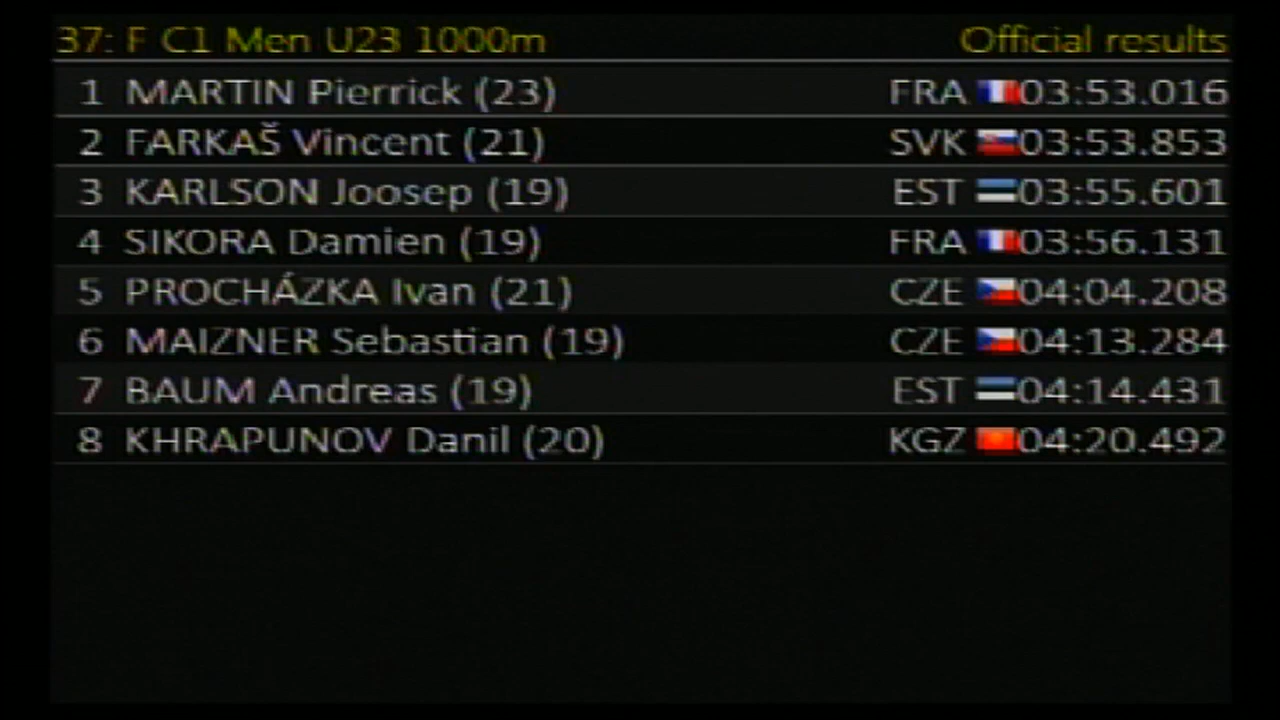 37: F C1 Men U23 1000m Official results
1 MARTIN Pierrick (23) FRA 03:53.016
2 FARKAŠ Vincent (21) SVK 03:53.853
3 KARLSON Joosep (19) EST 03:55.601
4 SIKORA Damien (19) FRA 03:56.131
5 PROCHÁZKA Ivan (21) CZE 04:04.208
6 MAIZNER Sebastian (19) CZE 04:13.284
7 BAUM Andreas (19) EST 04:14.431
8 KHRAPUNOV Danil (20) KGZ 04:20.492